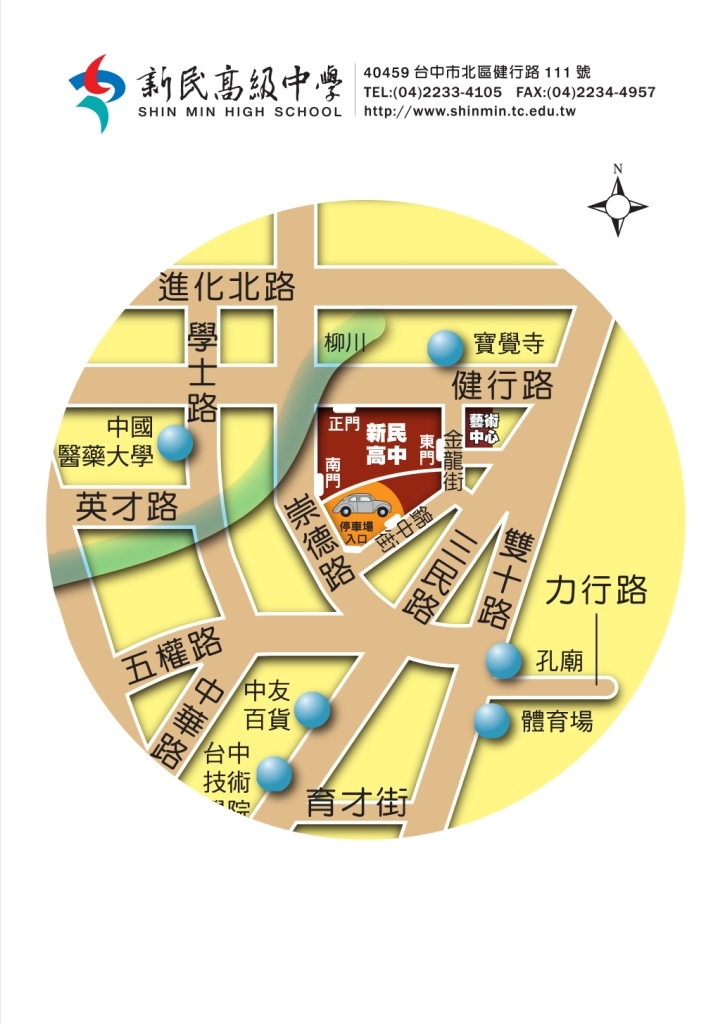 新民高級中學
SHIN MIN HIGH SCHOOL
40459 台中市北區健行路 111 號
TEL:(04)2233-4105 FAX:(04)2234-4957
http://www.shinmin.tc.edu.tw
N
進化北路
學士路
柳川
寶覺寺
健行路
中國
醫藥大學
正門
新民
高中
東門
南門
金龍街
藝術
中心
英才路
停車場
入口
錦中街
崇德路
三民路
雙十路
力行路
五權路
中華路
孔廟
中友
百貨
體育場
台中
技術
學院
育才街